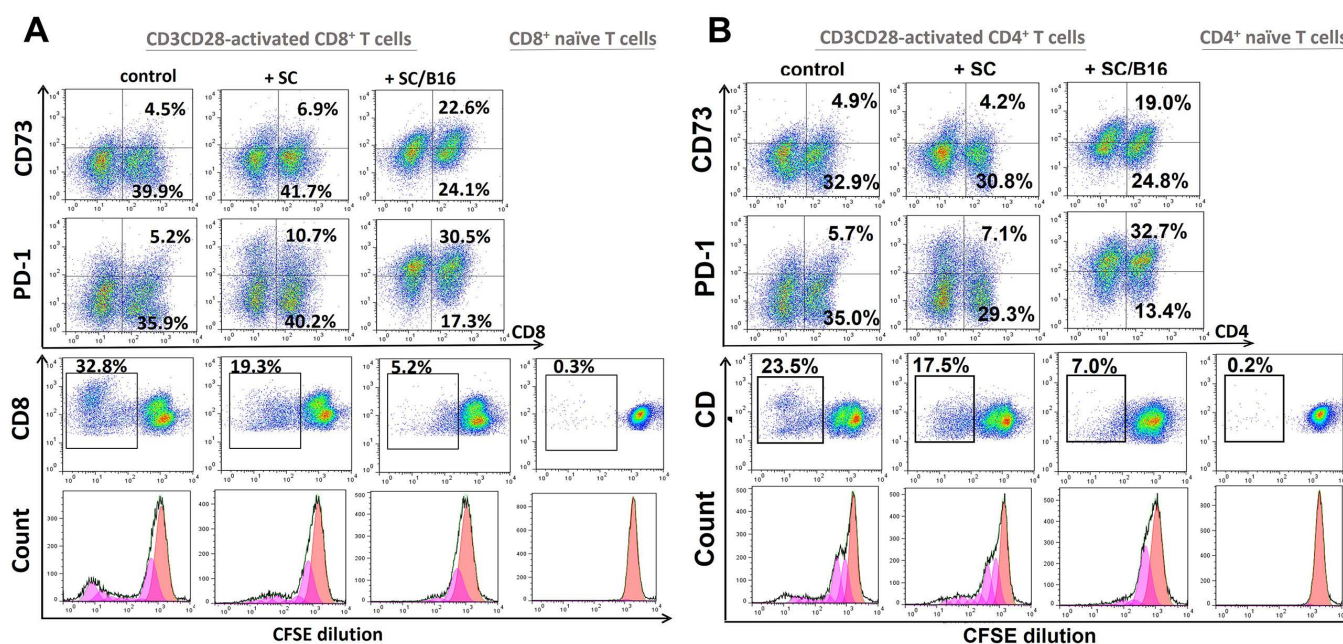 A
CD3CD28-activated CD8+ T cells
CD8+ naïve T cells
control
+ SC
+ SC/B16
CD73
4.5%
6.9%
22.6%
39.9%
41.7%
24.1%
PD-1
5.2%
10.7%
30.5%
35.9%
40.2%
17.3%
CD8
CD8
32.8%
19.3%
5.2%
0.3%
Count
CFSE dilution
B
CD3CD28-activated CD4+ T cells
CD4+ naïve T cells
control
+ SC
+ SC/B16
CD73
4.9%
4.2%
19.0%
32.9%
30.8%
24.8%
PD-1
5.7%
7.1%
32.7%
35.0%
29.3%
13.4%
CD4
CD
23.5%
17.5%
7.0%
0.2%
Count
CFSE dilution